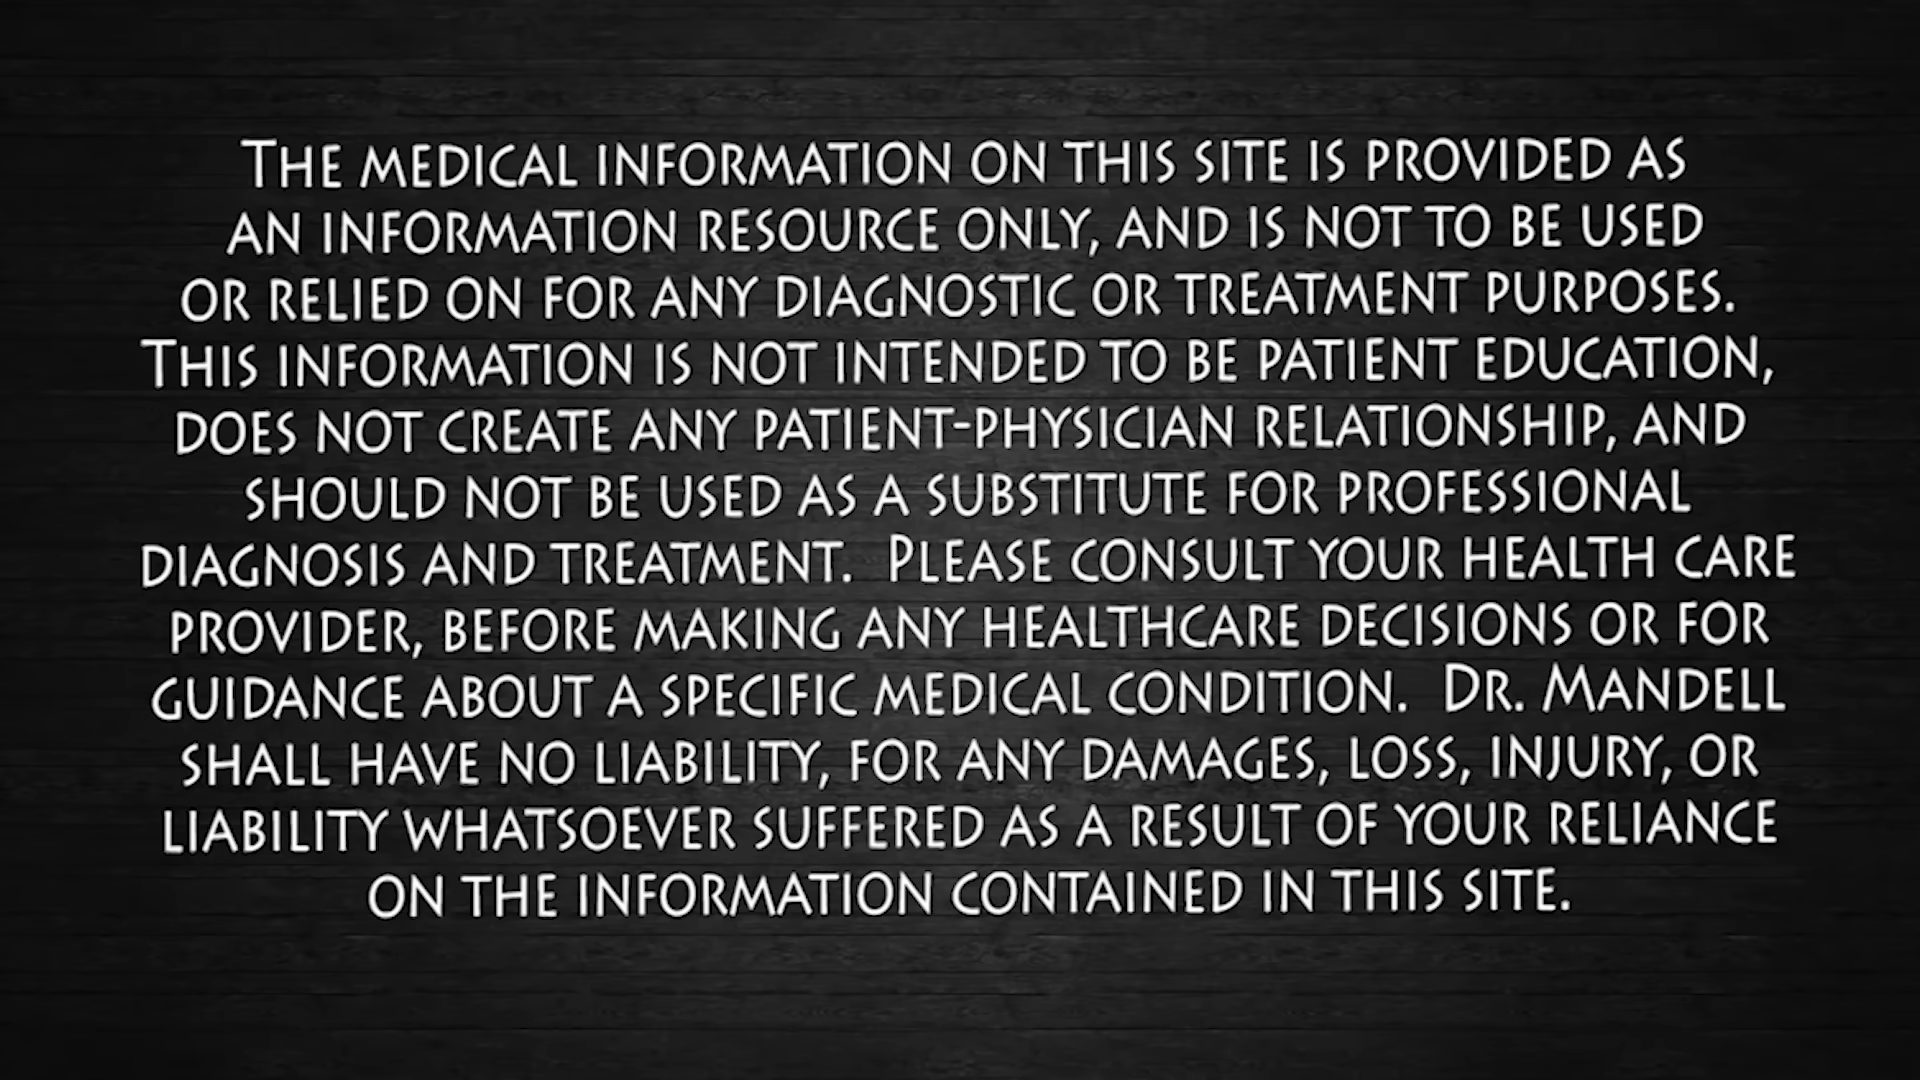 The medical information on this site is provided as
an information resource only, and is not to be used
or relied on for any diagnostic or treatment purposes.
This information is not intended to be patient education,
does not create any patient-physician relationship, and
should not be used as a substitute for professional
diagnosis and treatment. Please consult your health care
provider, before making any healthcare decisions or for
guidance about a specific medical condition. Dr. Mandell
shall have no liability, for any damages, loss, injury, or
liability whatsoever suffered as a result of your reliance
on the information contained in this site.